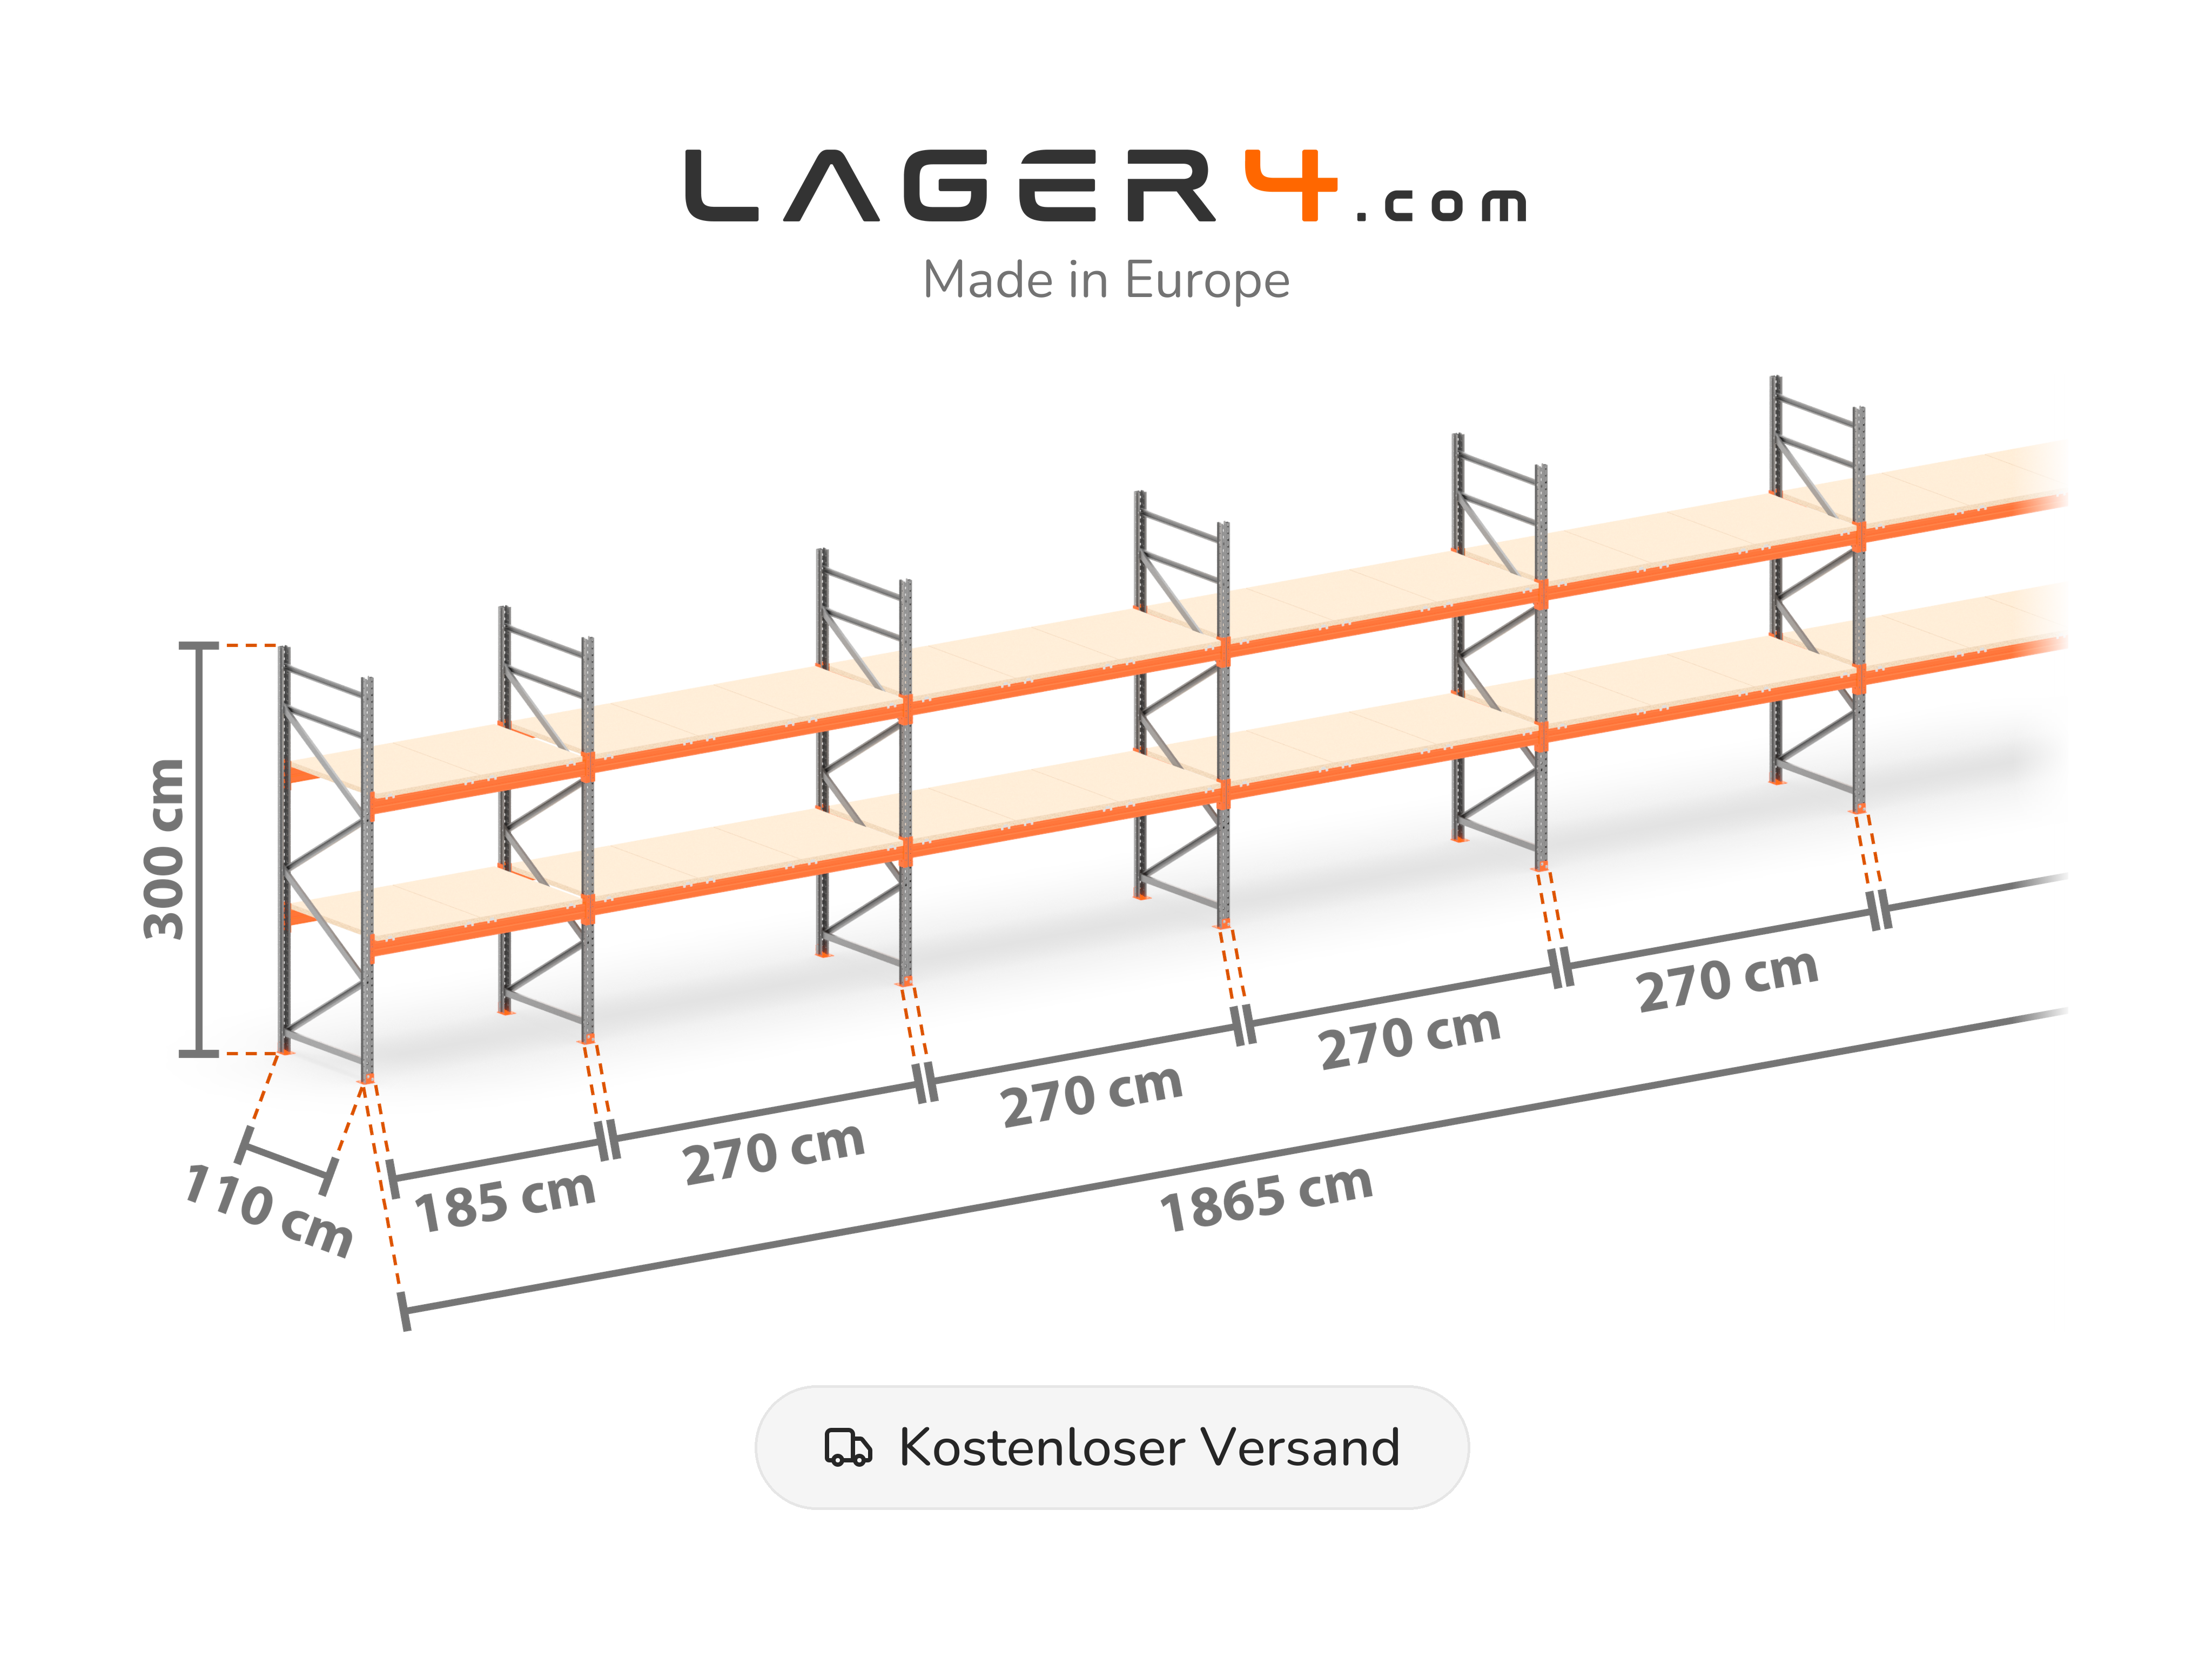 LAGER4.com
Made in Europe
300 cm
110 cm
185 cm
270 cm
270 cm
270 cm
270 cm
1865 cm
Kostenloser Versand